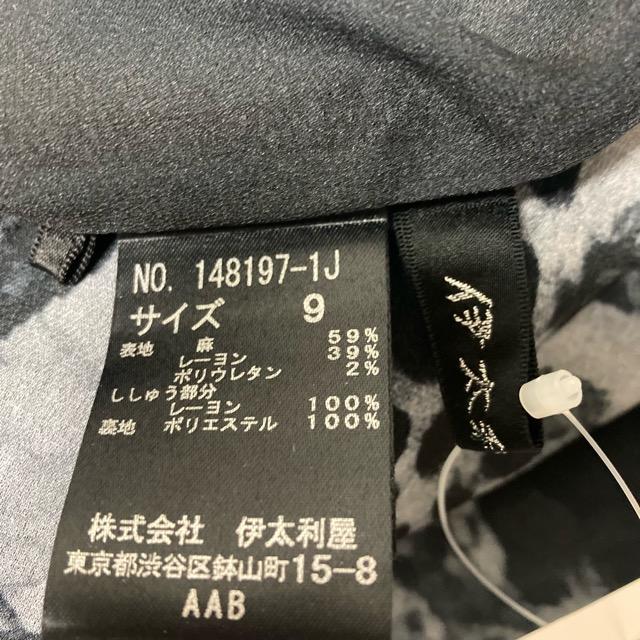 NO. 148197-1J
サイズ 9
表地 麻 59%
レーヨン 39%
ポリウレタン 2%
ししゅう部分
レーヨン 100%
裏地 ポリエステル 100%
株式会社 伊太利屋
東京都渋谷区鉢山町15-8
AAB